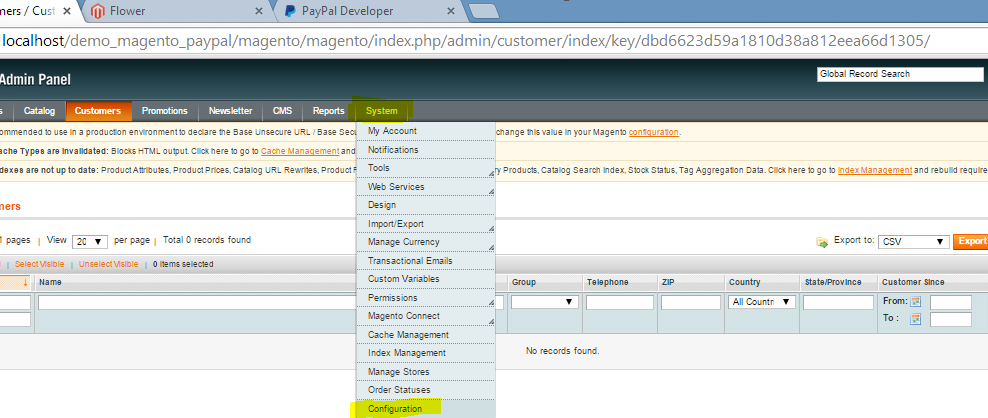 mers / Cust
Flower
PayPal Developer
localhost/demo_magento_paypal/magento/magento/index.php/admin/customer/index/key/dbd6623d59a1810d38a812eea66d1305/
Admin Panel
Global Record Search
s Catalog Customers Promotions Newsletter CMS Reports System
ommended to use in a production environment to declare the Base Unsecure URL / Base Secu change this value in your Magento configuration.
ache Types are Invalidated: Blocks HTML output. Click here to go to Cache Management and
ndexes are not up to date: Product Attributes, Product Prices, Catalog URL Rewrites, Product F ry Products, Catalog Search Index, Stock Status, Tag Aggregation Data. Click here to go to Index Management and rebuild require
My Account
Notifications
Tools
Web Services
Design
Import/Export
Manage Currency
Transactional Emails
Custom Variables
Permissions
Magento Connect
Cache Management
Index Management
Manage Stores
Order Statuses
Configuration
mers
1 pages | View 20 per page | Total 0 records found
Export to: CSV Export
| Select Visible | Unselect Visible | 0 items selected
Name Group Telephone ZIP Country State/Province Customer Since
All Countri From:
To :
No records found.